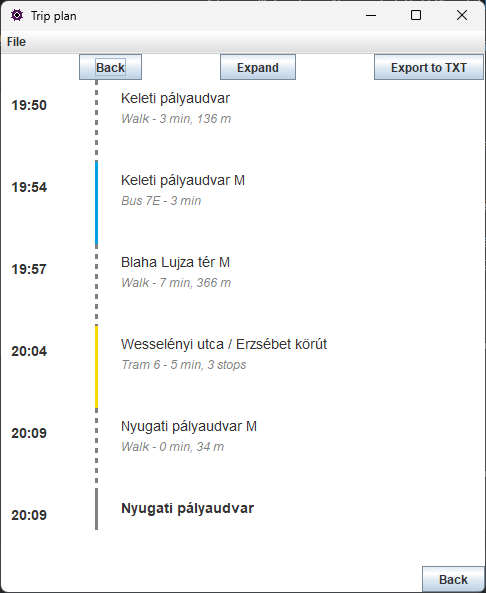 Trip plan
File
Back Expand Export to TXT
19:50 Keleti pályaudvar
Walk - 3 min, 136 m
19:54 Keleti pályaudvar M
Bus 7E - 3 min
19:57 Blaha Lujza tér M
Walk - 7 min, 366 m
20:04 Wesselényi utca / Erzsébet körút
Tram 6 - 5 min, 3 stops
20:09 Nyugati pályaudvar M
Walk - 0 min, 34 m
20:09 Nyugati pályaudvar
Back